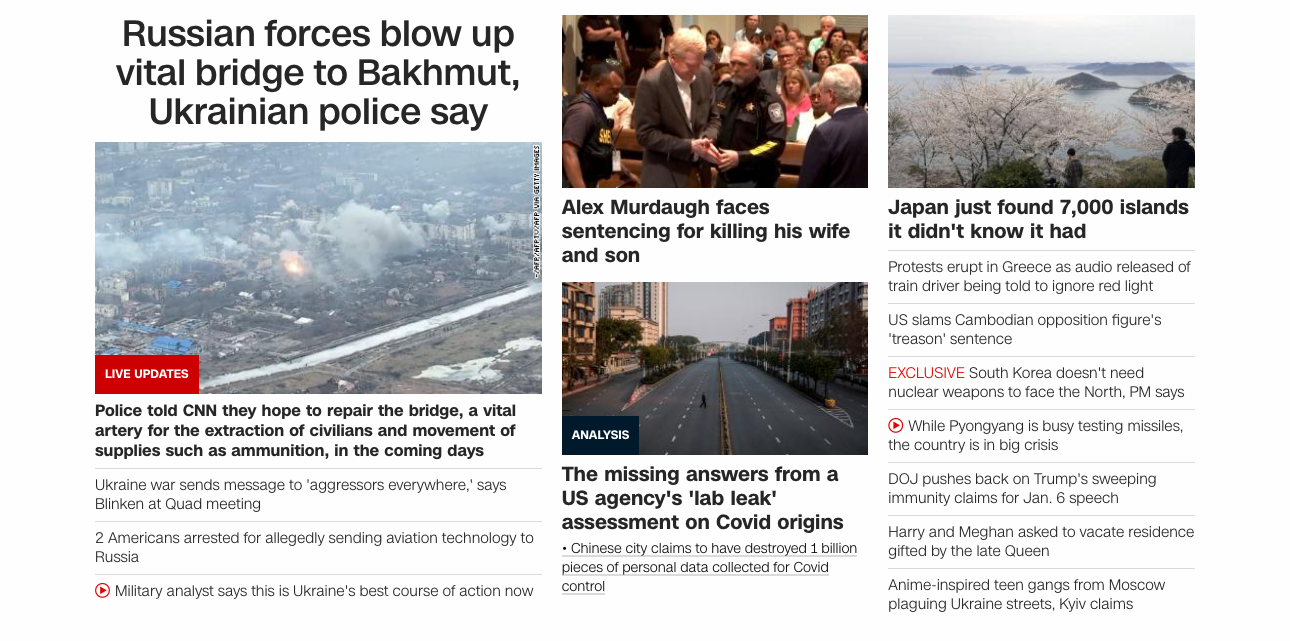 Russian forces blow up
vital bridge to Bakhmut,
Ukrainian police say
LIVE UPDATES
Police told CNN they hope to repair the bridge, a vital
artery for the extraction of civilians and movement of
supplies such as ammunition, in the coming days
Ukraine war sends message to 'aggressors everywhere,' says
Blinken at Quad meeting
2 Americans arrested for allegedly sending aviation technology to
Russia
Military analyst says this is Ukraine's best course of action now
Alex Murdaugh faces
sentencing for killing his wife
and son
ANALYSIS
The missing answers from a
US agency's 'lab leak'
assessment on Covid origins
• Chinese city claims to have destroyed 1 billion
pieces of personal data collected for Covid
control
Japan just found 7,000 islands
it didn't know it had
Protests erupt in Greece as audio released of
train driver being told to ignore red light
US slams Cambodian opposition figure's
'treason' sentence
EXCLUSIVE South Korea doesn't need
nuclear weapons to face the North, PM says
While Pyongyang is busy testing missiles,
the country is in big crisis
DOJ pushes back on Trump's sweeping
immunity claims for Jan. 6 speech
Harry and Meghan asked to vacate residence
gifted by the late Queen
Anime-inspired teen gangs from Moscow
plaguing Ukraine streets, Kyiv claims